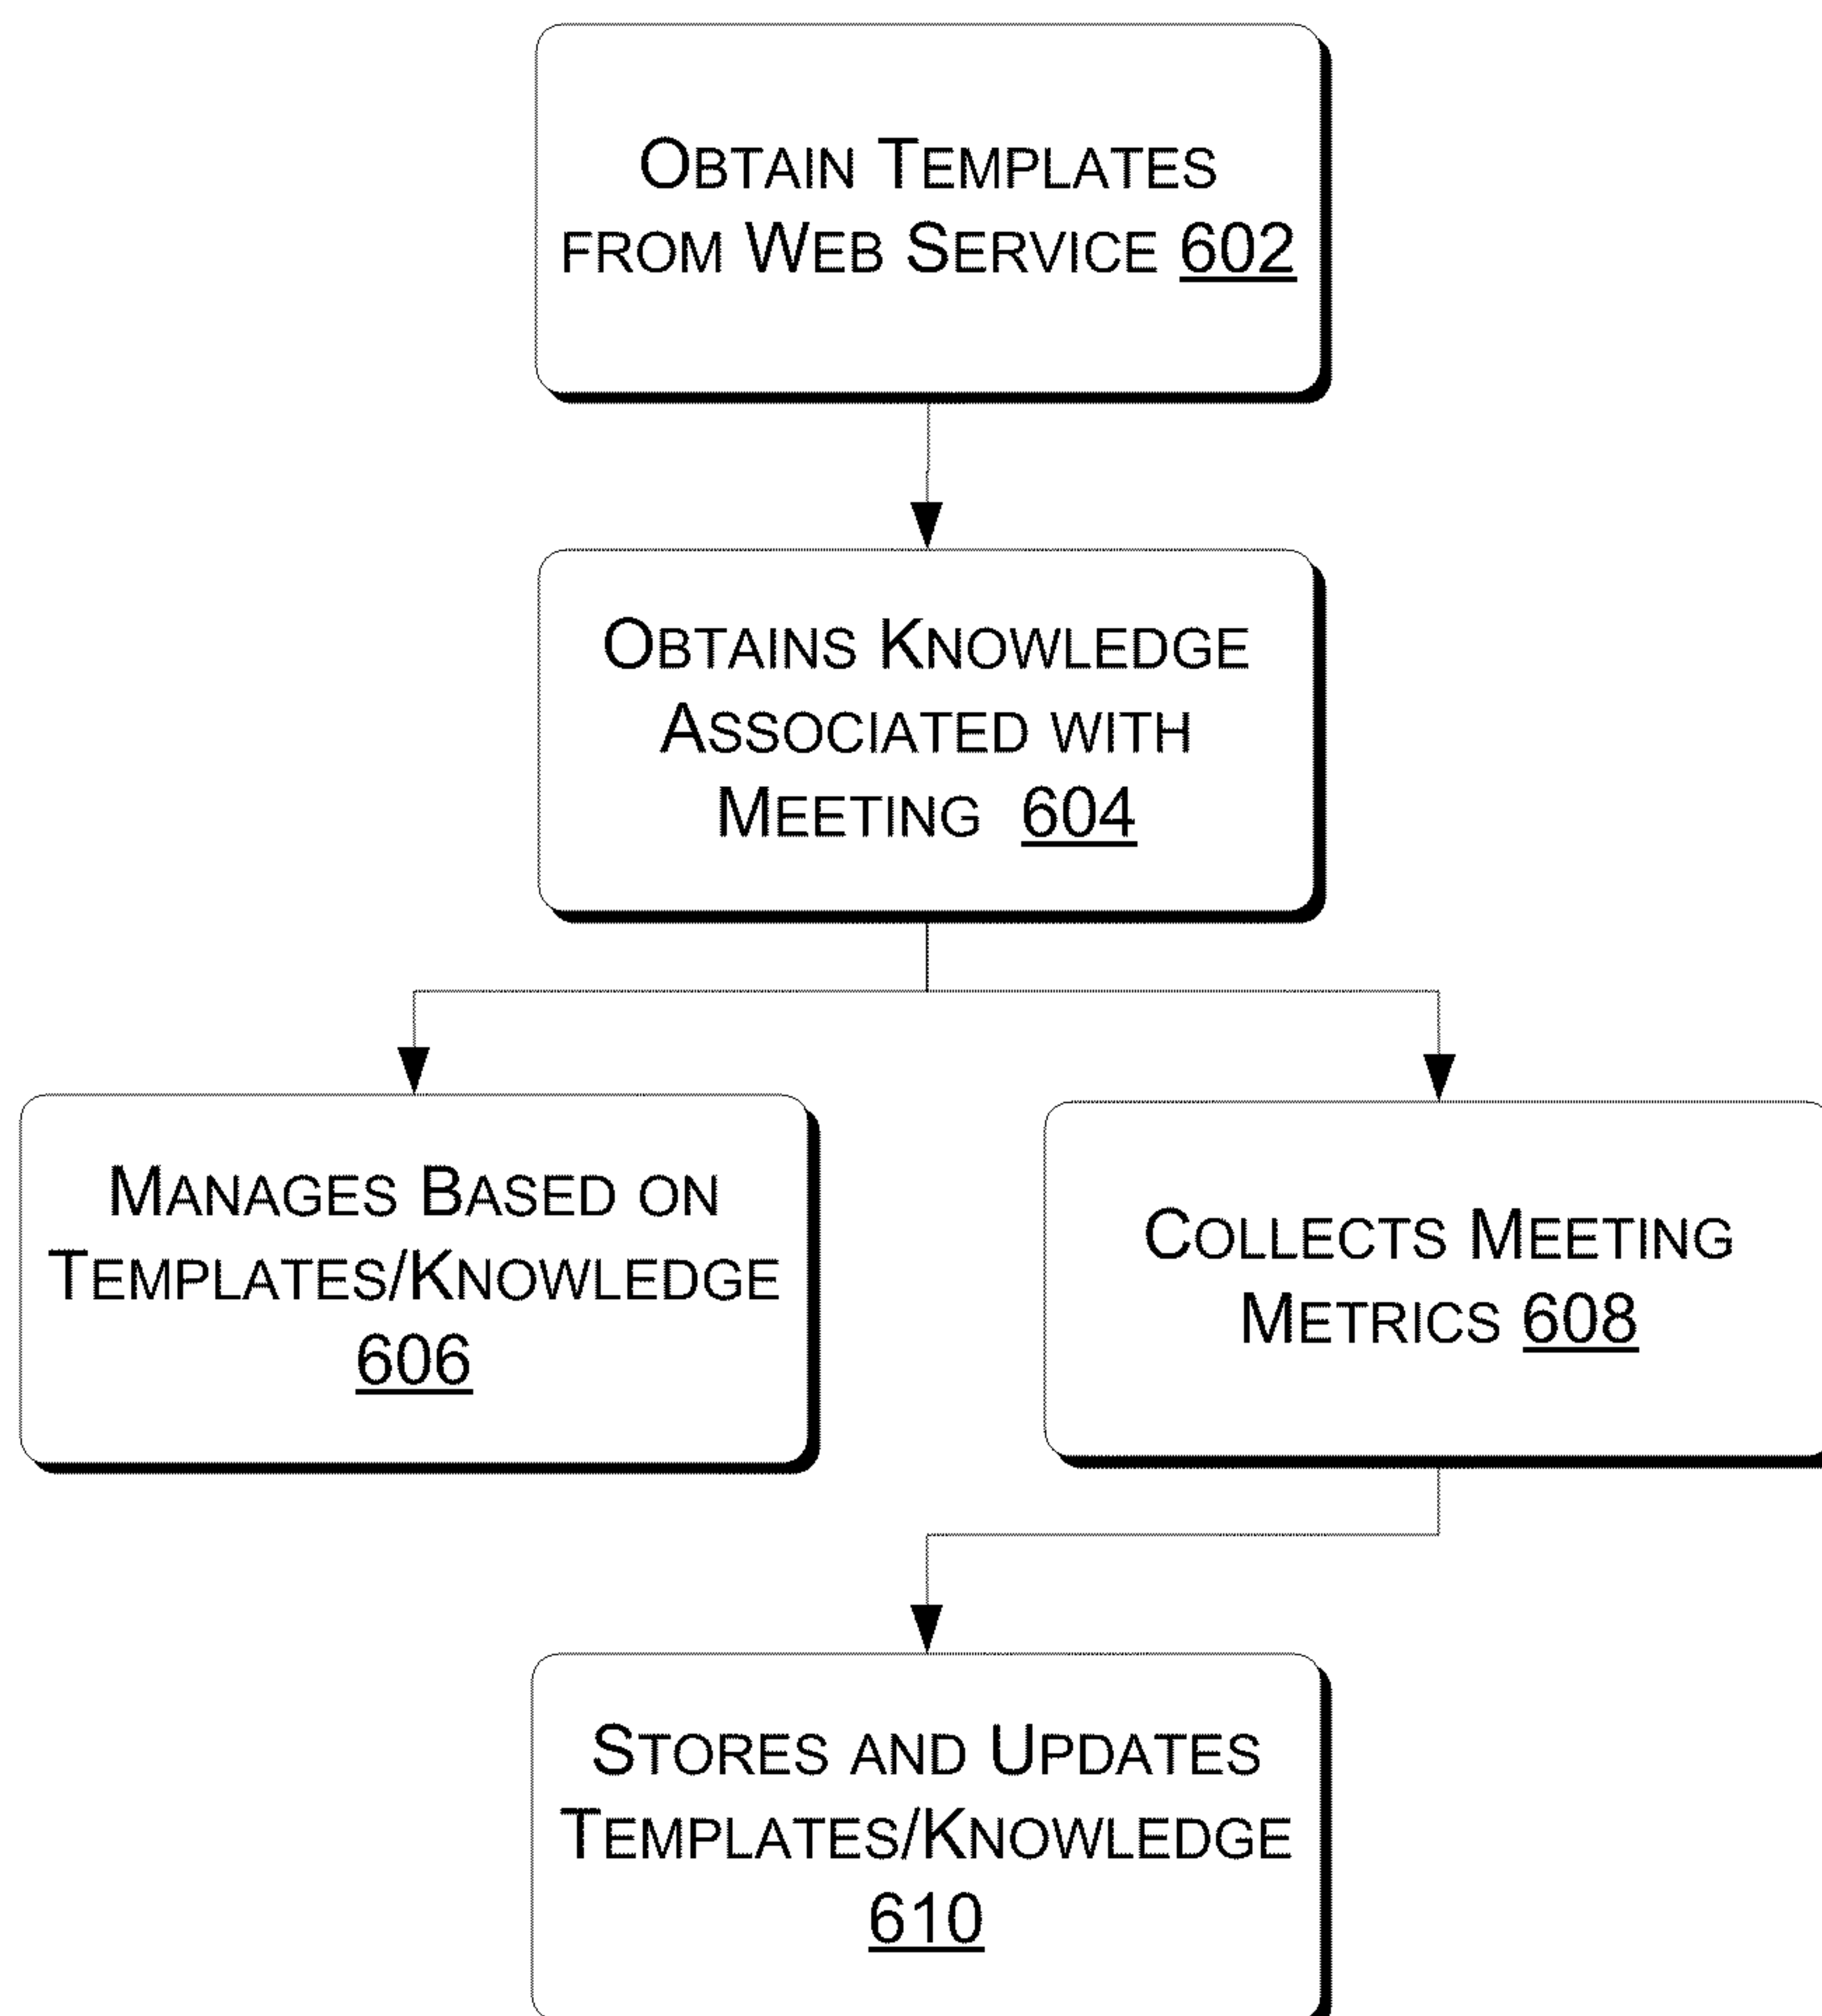 OBTAIN TEMPLATES
FROM WEB SERVICE 602
OBTAINS KNOWLEDGE
ASSOCIATED WITH
MEETING 604
MANAGES BASED ON
TEMPLATES/KNOWLEDGE
606
COLLECTS MEETING
METRICS 608
STORES AND UPDATES
TEMPLATES/KNOWLEDGE
610